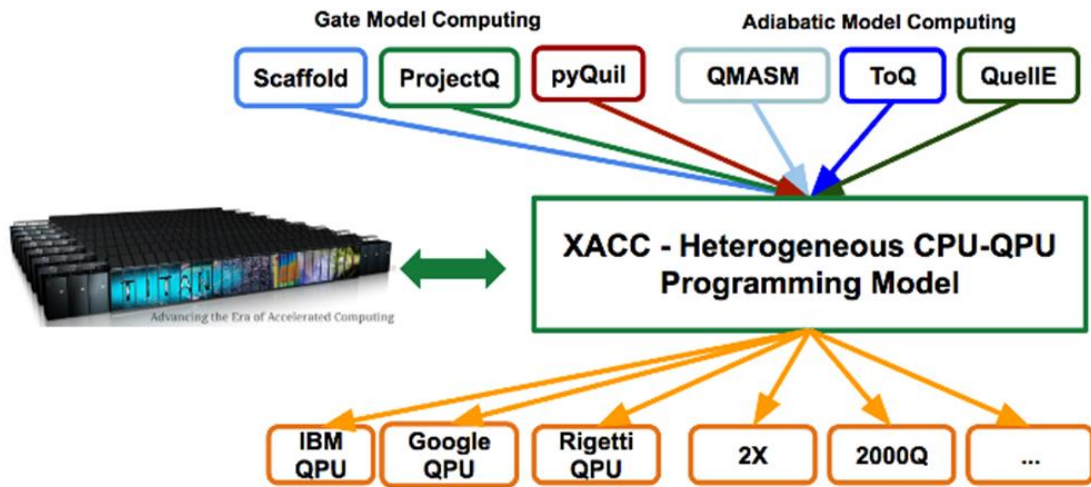 Gate Model Computing
Adiabatic Model Computing
Scaffold
ProjectQ
pyQuil
QMASM
ToQ
QuellE
XACC - Heterogeneous CPU-QPU
Programming Model
TITAN
Advancing the Era of Accelerated Computing
IBM
QPU
Google
QPU
Rigetti
QPU
2X
2000Q
...